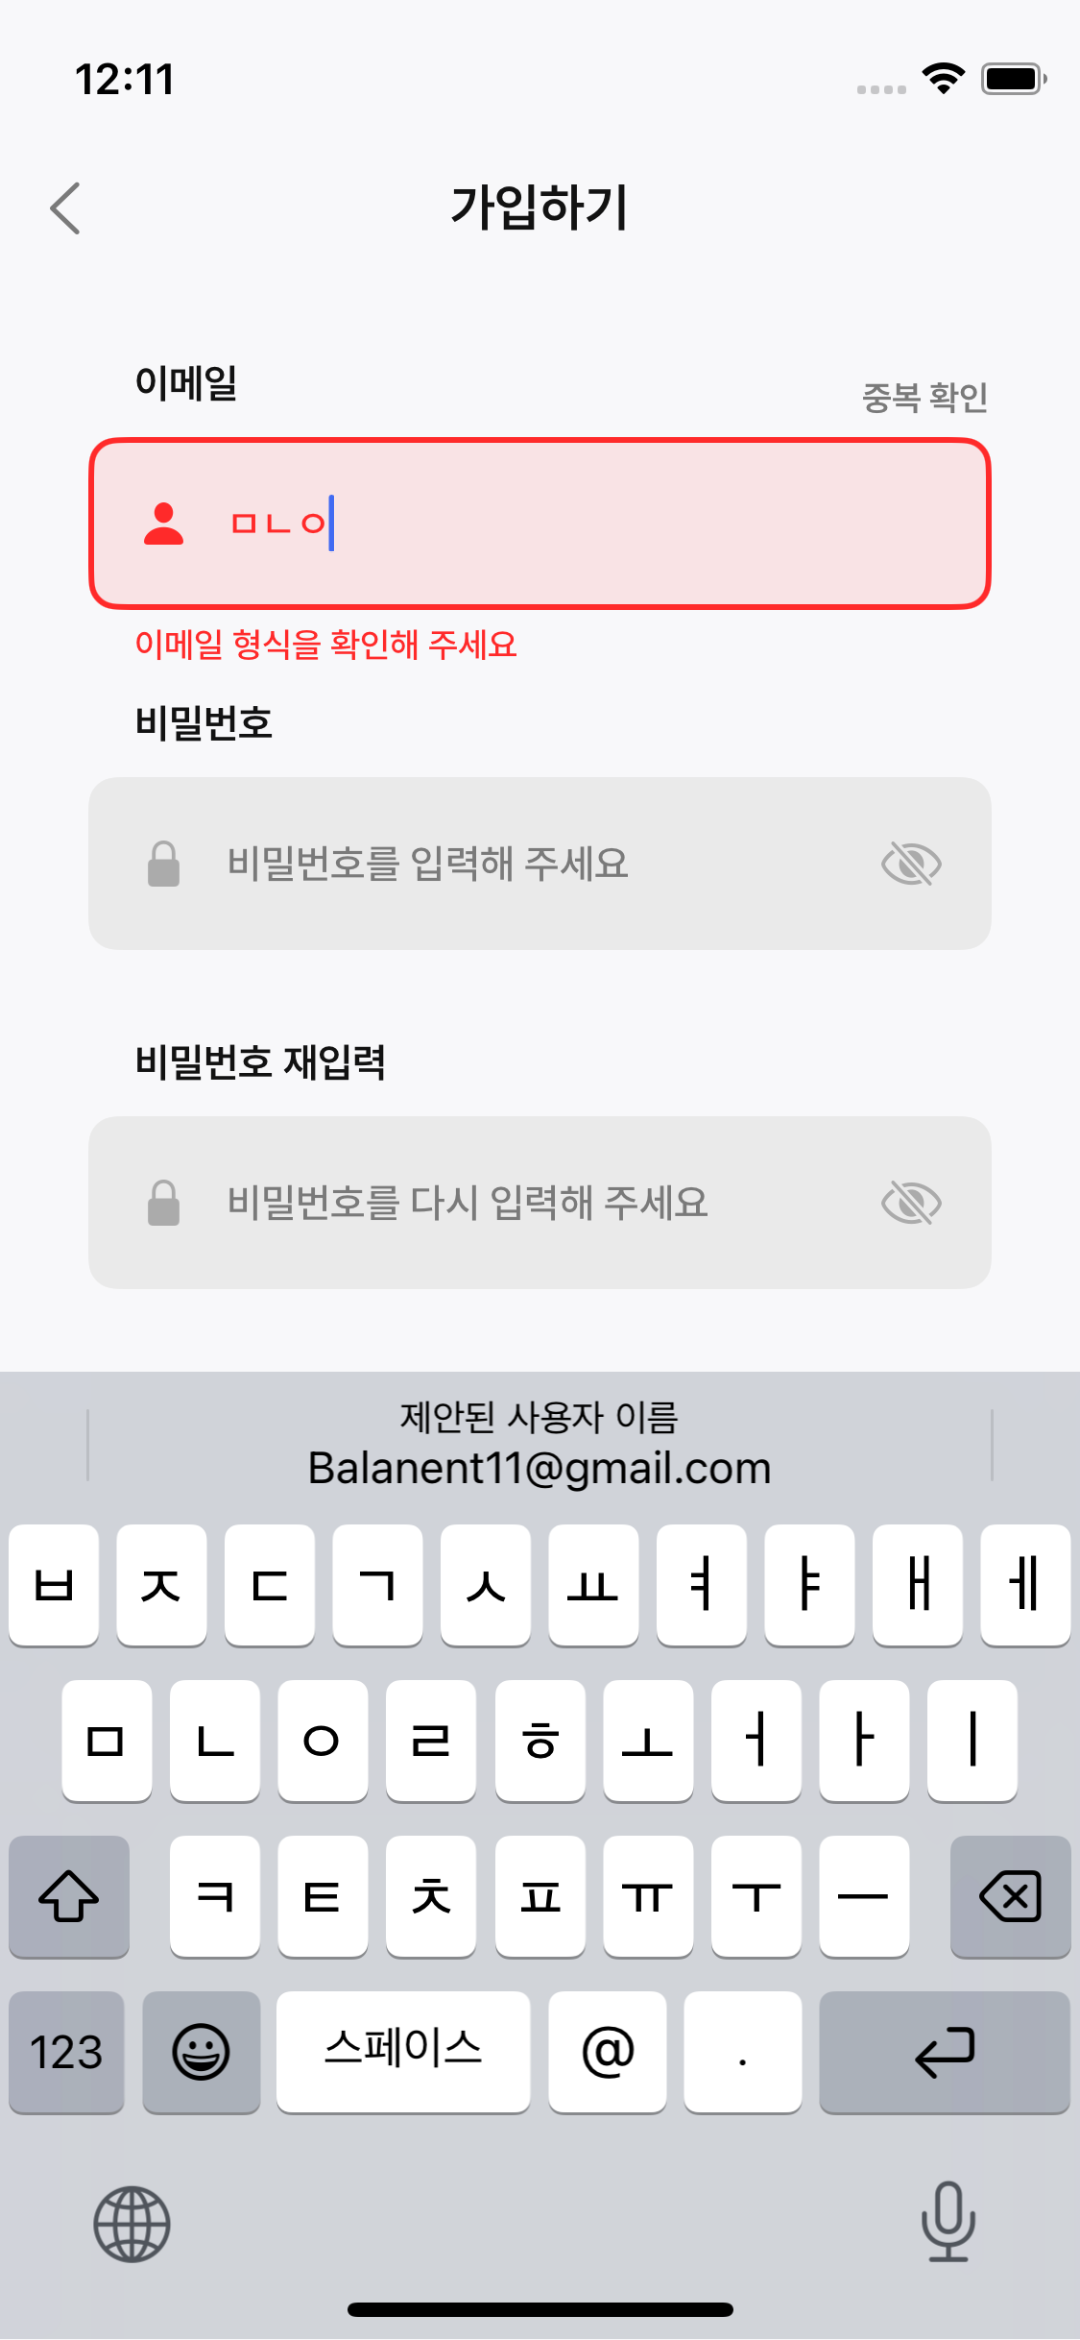 12:11
가입하기
이메일
중복 확인
ㅁㄴㅇ
이메일 형식을 확인해 주세요
비밀번호
비밀번호를 입력해 주세요
비밀번호 재입력
비밀번호를 다시 입력해 주세요
제안된 사용자 이름
Balanent11@gmail.com
ㅂ ㅈ ㄷ ㄱ ㅅ ㅛ ㅕ ㅑ ㅐ ㅔ
ㅁ ㄴ ㅇ ㄹ ㅎ ㅗ ㅓ ㅏ ㅣ
ㅋ ㅌ ㅊ ㅍ ㅠ ㅜ ㅡ
123 스페이스 @ .